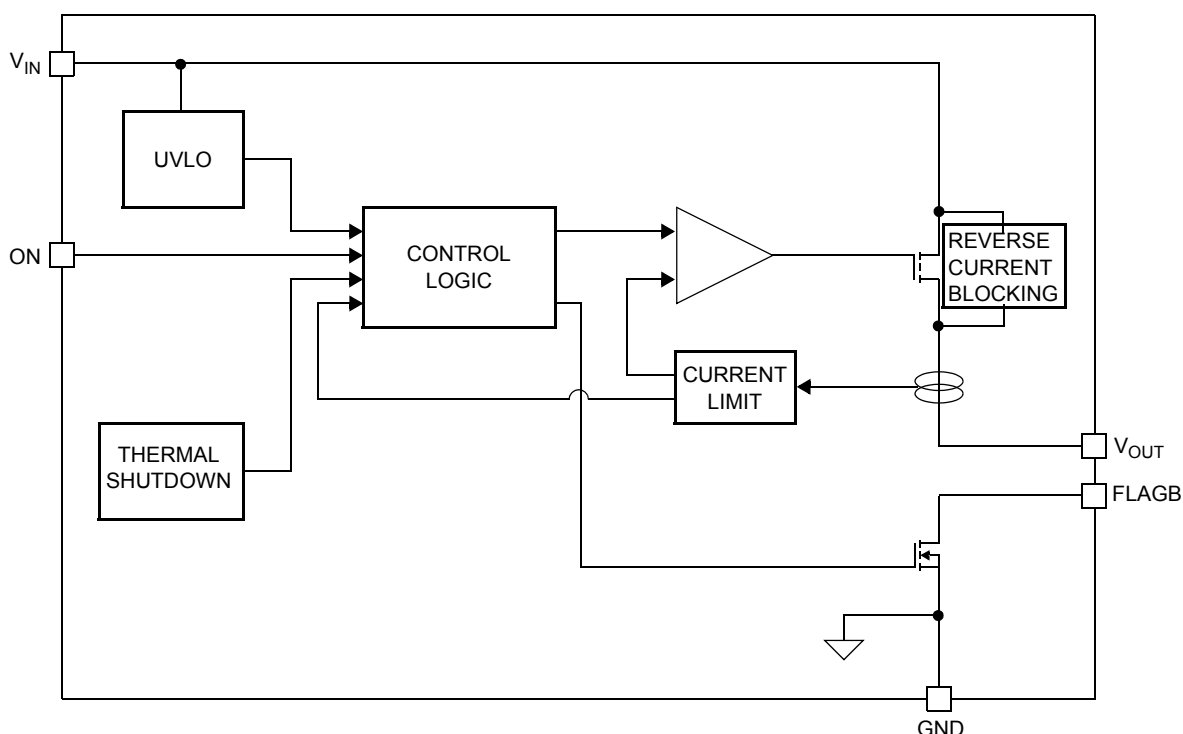 VIN
UVLO
ON
CONTROL
LOGIC
REVERSE
CURRENT
BLOCKING
CURRENT
LIMIT
THERMAL
SHUTDOWN
VOUT
FLAGB
GND